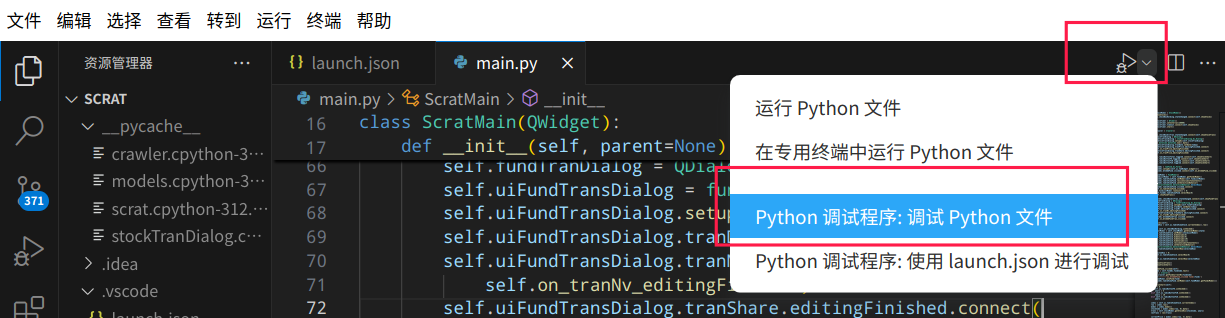 文件 编辑 选择 查看 转到 运行 终端 帮助
资源管理器 ···
launch.json
main.py
SCRAT
main.py > ScratMain > __init__
__pycache__
16 class ScratMain(QWidget):
17 def __init__(self, parent=None)
crawler.cpython-3...
models.cpython-3...
scrat.cpython-312....
stockTranDialog.c...
.idea
.vscode
launch.json
371
66 self.fundTranDialog = QDial
67 self.uiFundTransDialog = fu
68 self.uiFundTransDialog.setup
69 self.uiFundTransDialog.tranD
70 self.uiFundTransDialog.tranN
71 self.on_tranNv_editingF
72 self.uiFundTransDialog.tranShare.editingFinished.connect(
运行 Python 文件
在专用终端中运行 Python 文件
Python 调试程序: 调试 Python 文件
Python 调试程序: 使用 launch.json 进行调试